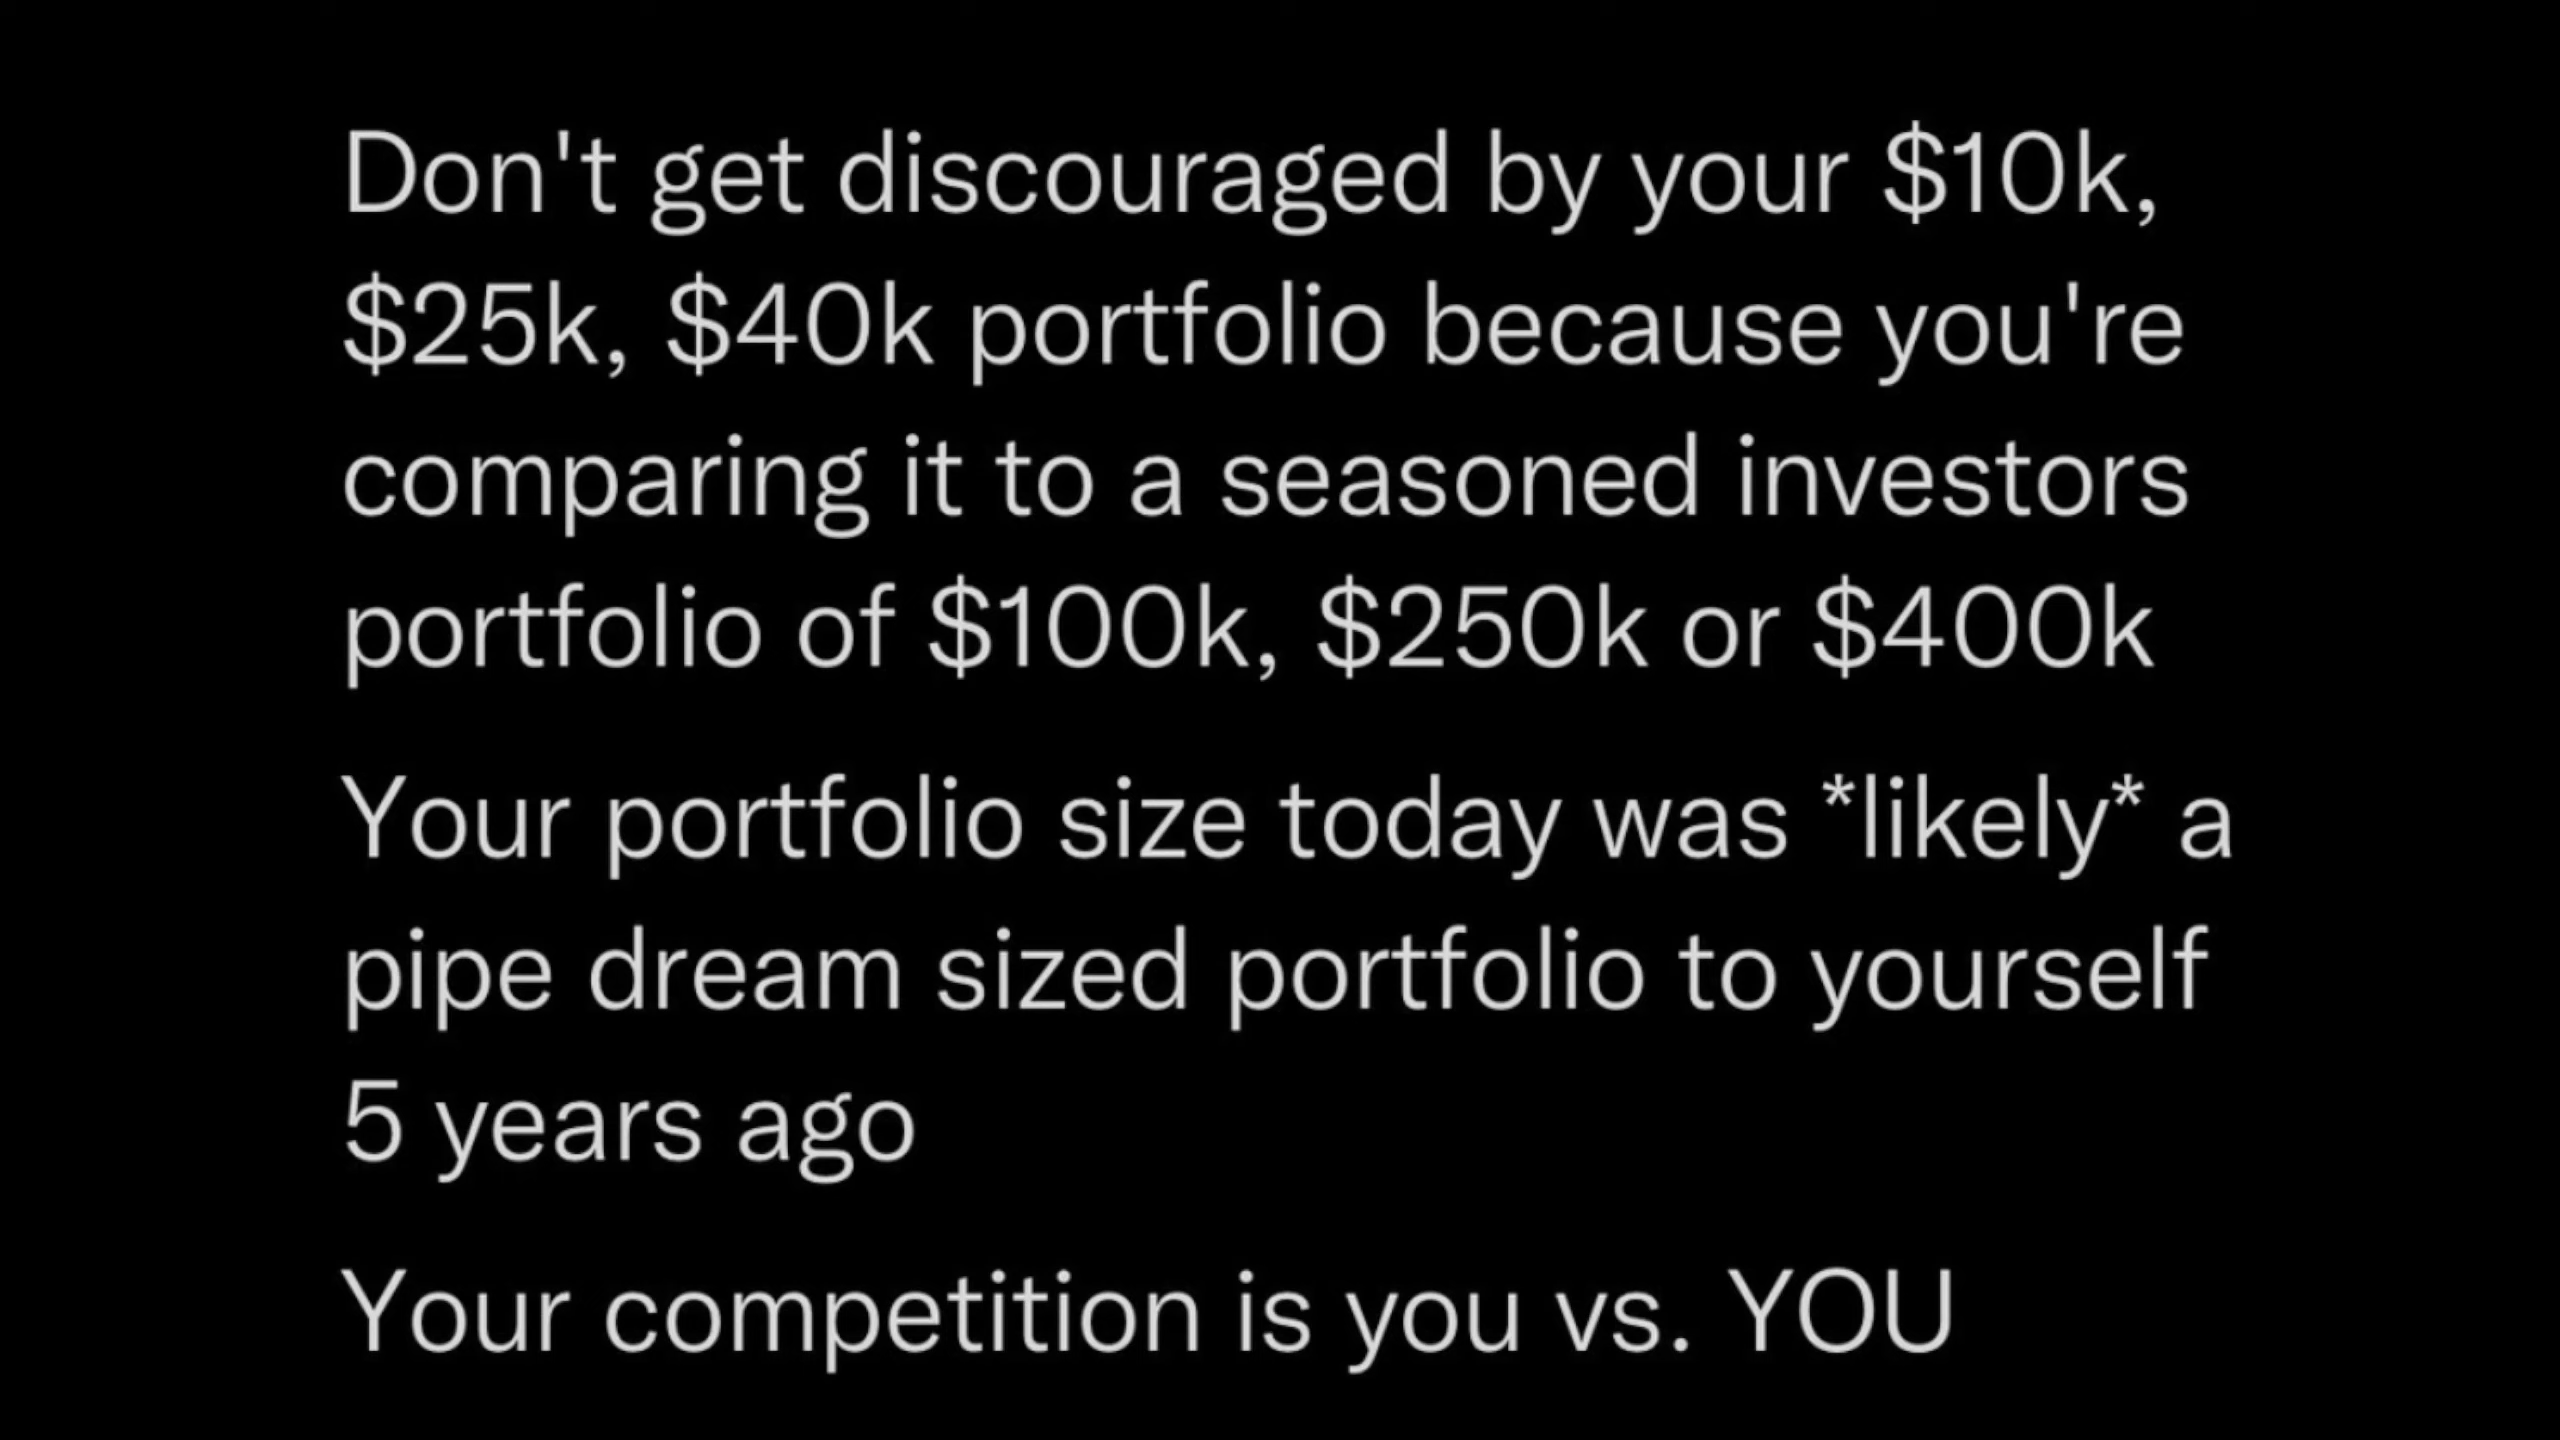 Don't get discouraged by your $10k,
$25k, $40k portfolio because you're
comparing it to a seasoned investors
portfolio of $100k, $250k or $400k
Your portfolio size today was *likely* a
pipe dream sized portfolio to yourself
5 years ago
Your competition is you vs. YOU